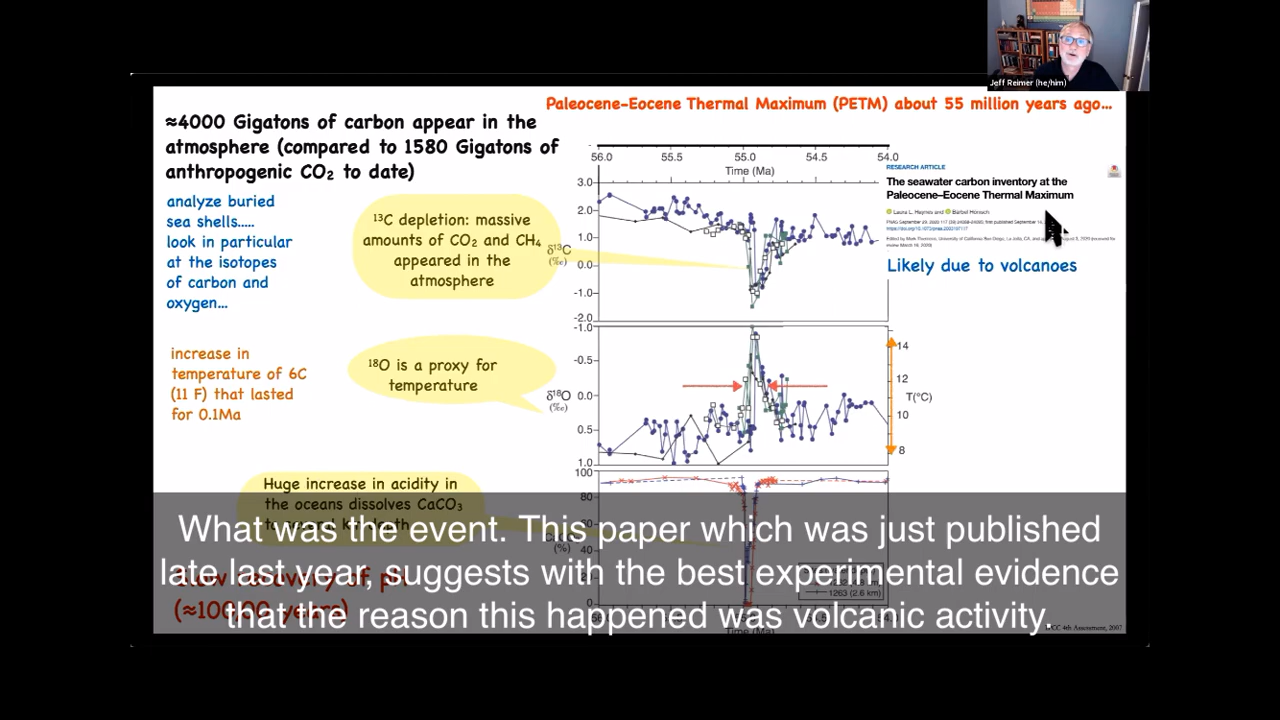 Jeff Reimer (he/him)
Paleocene-Eocene Thermal Maximum (PETM) about 55 million years ago...
≈4000 Gigatons of carbon appear in the
atmosphere (compared to 1580 Gigatons of
anthropogenic CO₂ to date)
analyze buried
sea shells.....
look in particular
at the isotopes
of carbon and
oxygen...
¹³C depletion: massive
amounts of CO₂ and CH₄
appeared in the
atmosphere
56.0 55.5 55.0 54.5 54.0
Time (Ma)
3.0
2.0
1.0
0.0
-1.0
-2.0
δ¹³C
(‰)
RESEARCH ARTICLE
The seawater carbon inventory at the
Paleocene–Eocene Thermal Maximum
Laura L. Haynes and Bärbel Hönisch
Likely due to volcanoes
increase in
temperature of 6C
(11 F) that lasted
for 0.1Ma
¹⁸O is a proxy for
temperature
-1.0
-0.5
0.0
0.5
1.0
δ¹⁸O
(‰)
14
12
10
8
T(°C)
Huge increase in acidity in
the oceans dissolves CaCO₃
100
80
60
40
20
0
(%)
1263 (2.6 km)
What was the event. This paper which was just published
late last year, suggests with the best experimental evidence
that the reason this happened was volcanic activity.
Time (Ma)
IPCC 4th Assessment, 2007